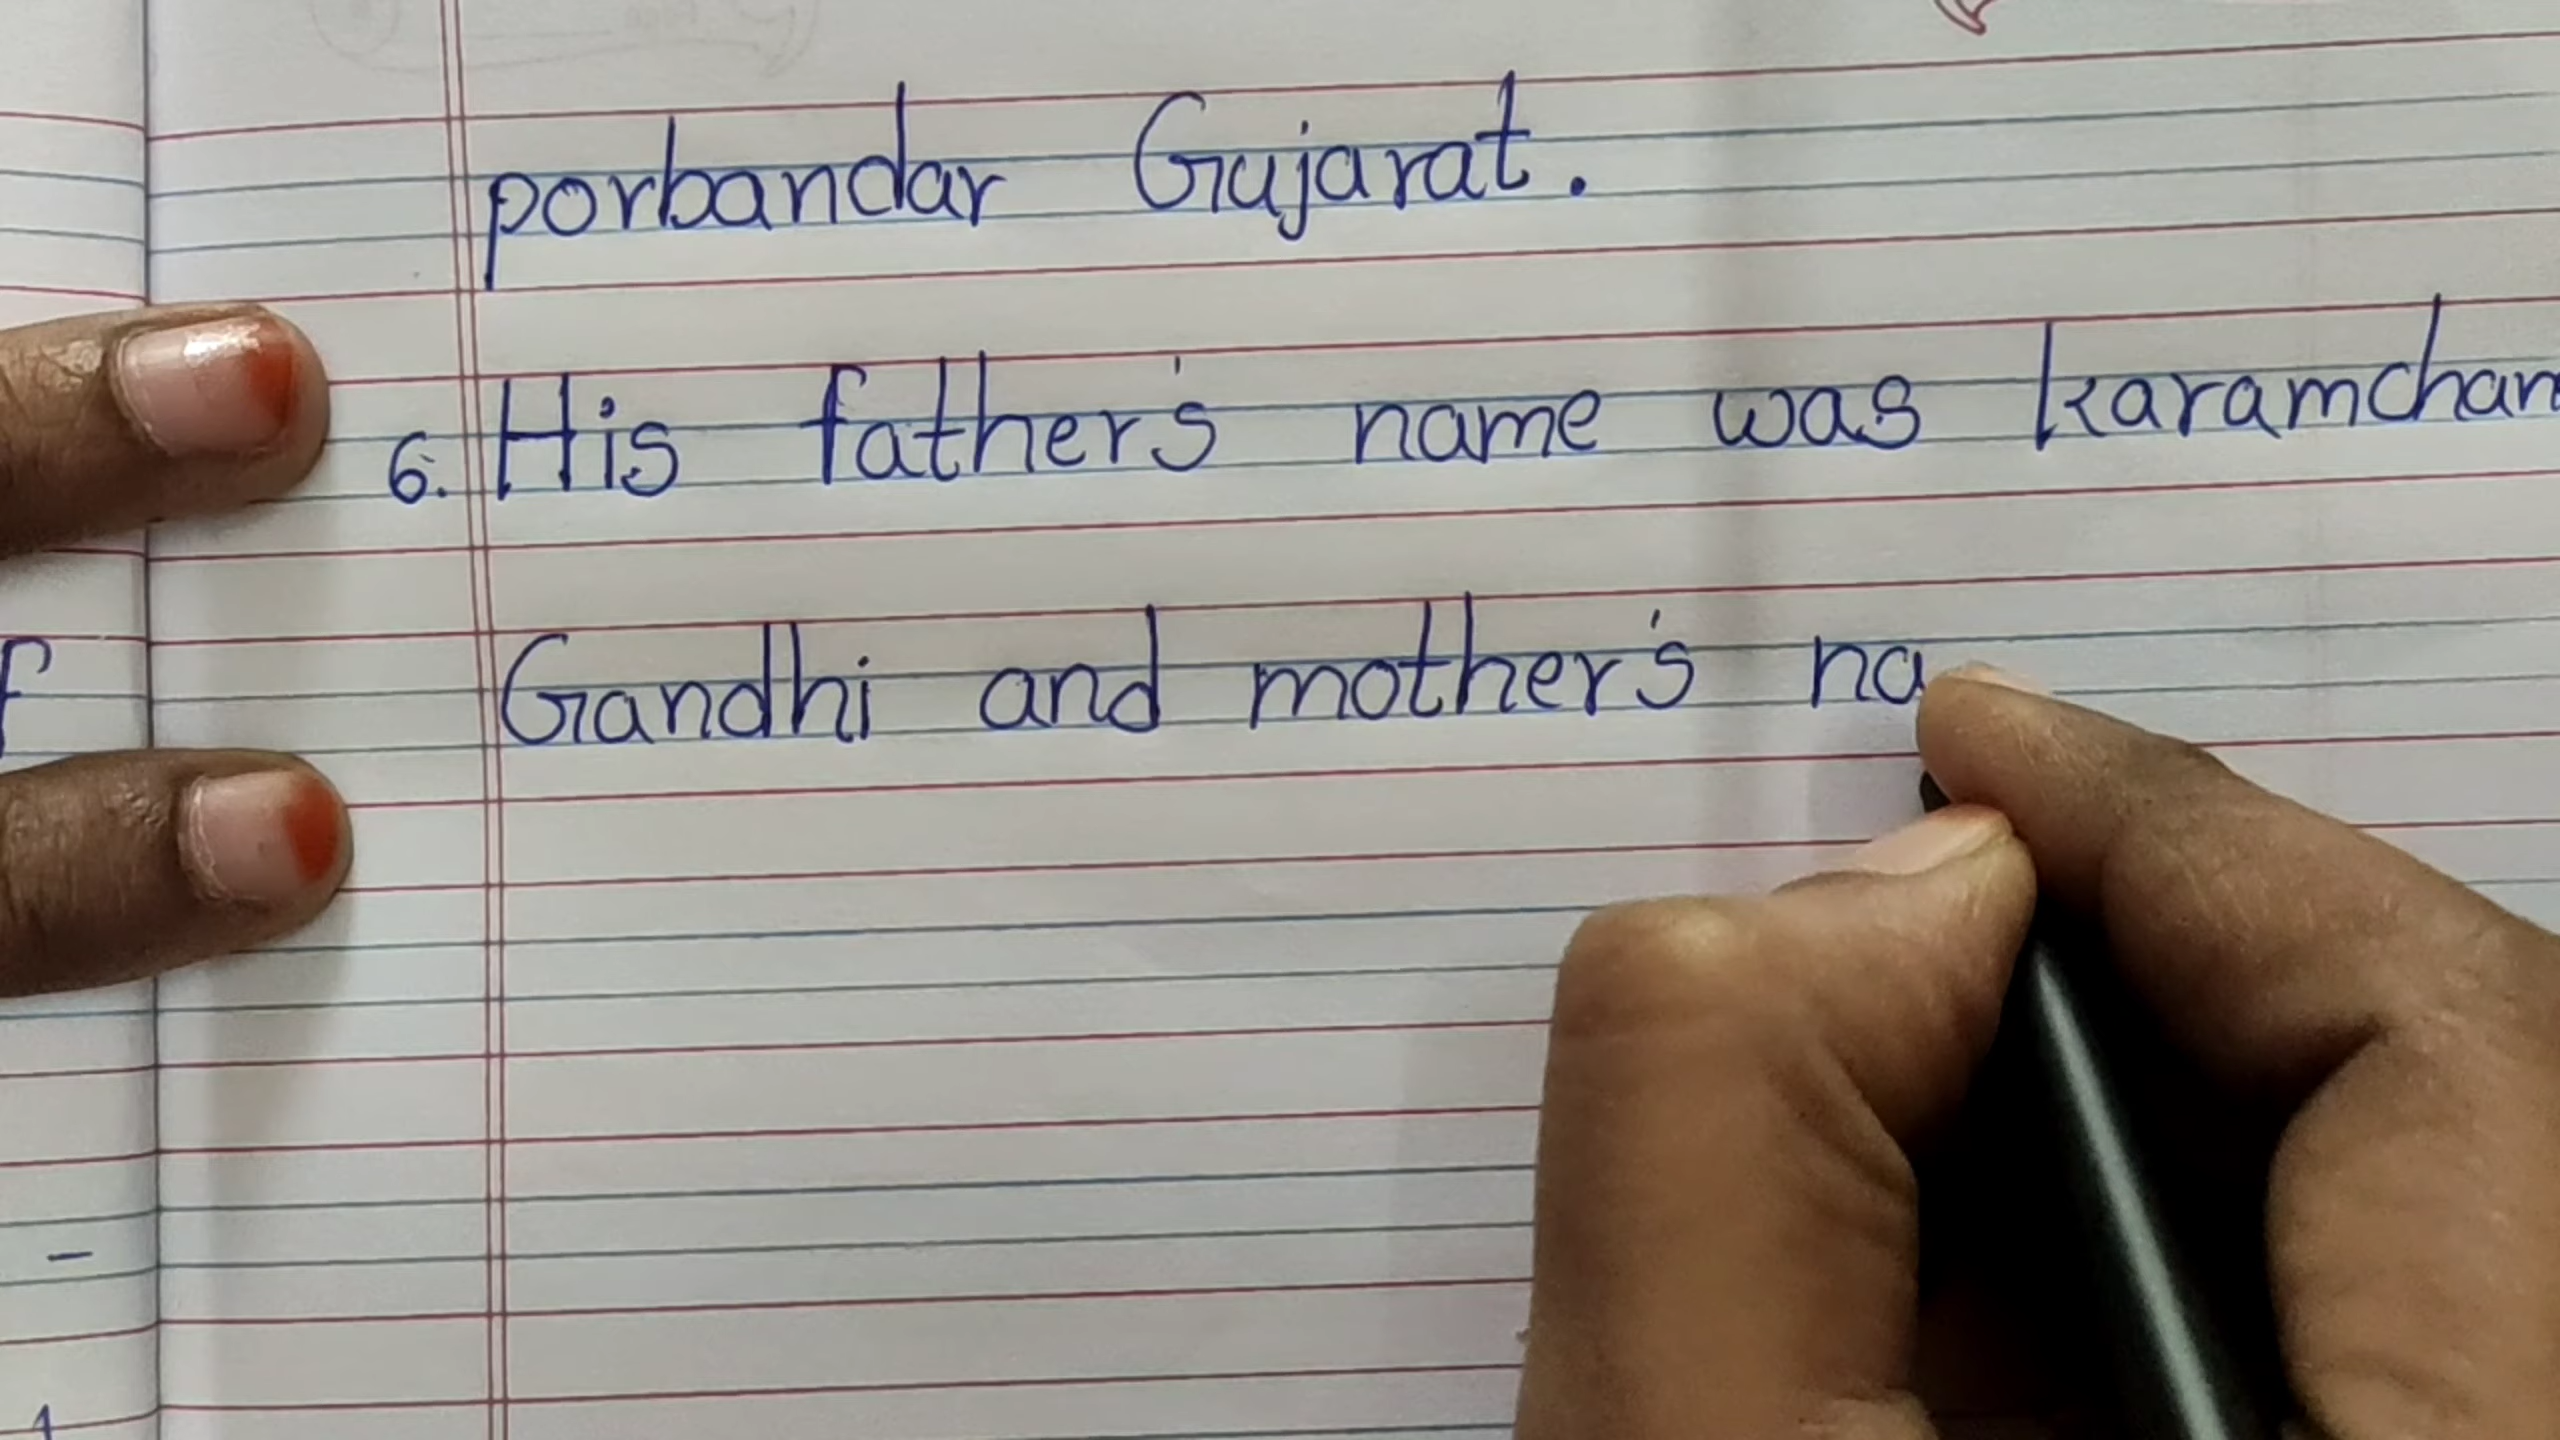 porbandar Gujarat.
6. His father's name was karamchan
Gandhi and mother's na